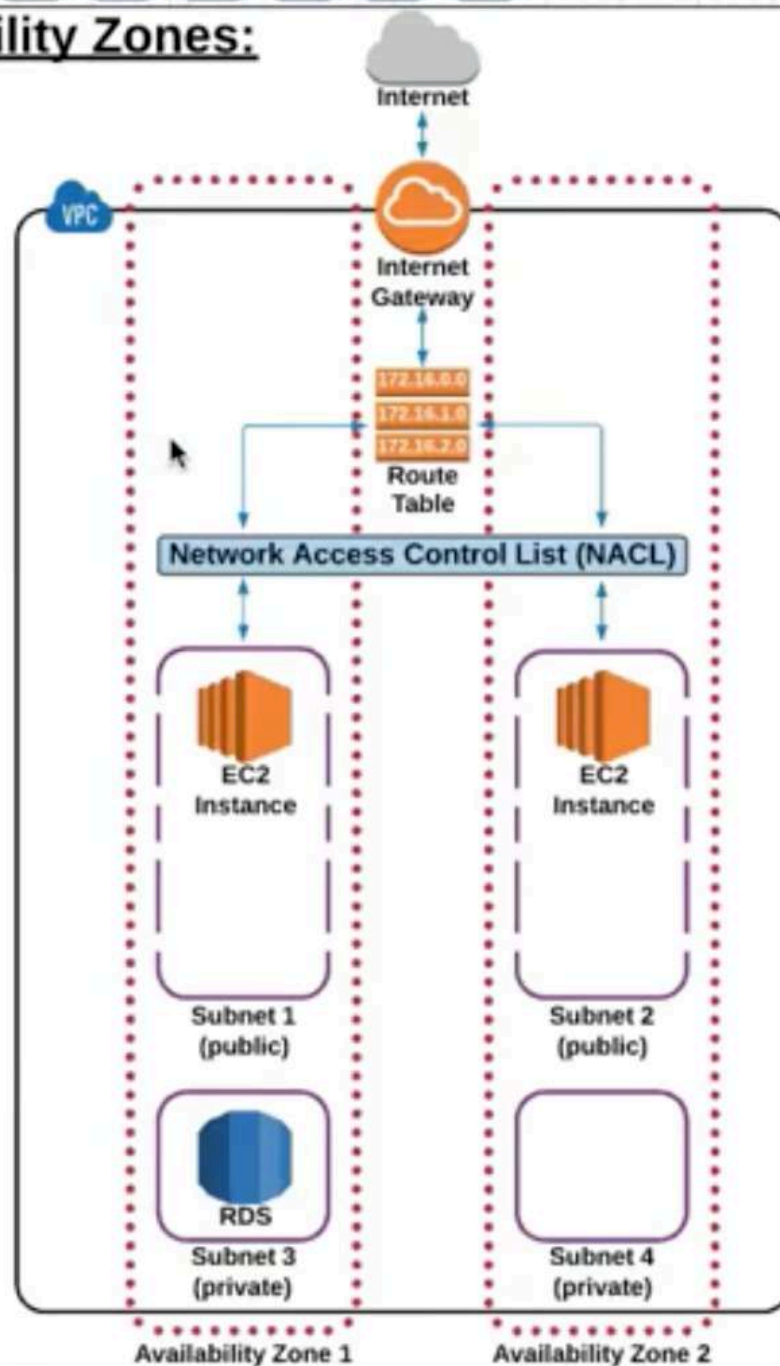 ility Zones:
Internet
VPC
Internet
Gateway
172.16.0.0
172.16.1.0
172.16.2.0
Route
Table
Network Access Control List (NACL)
EC2
Instance
EC2
Instance
Subnet 1
(public)
Subnet 2
(public)
RDS
Subnet 3
(private)
Subnet 4
(private)
Availability Zone 1
Availability Zone 2